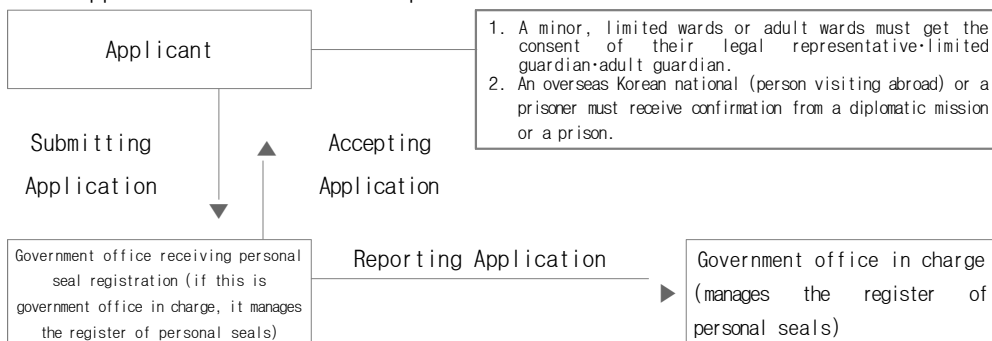 Applicant
1. A minor, limited wards or adult wards must get the
consent of their legal representative·limited
guardian·adult guardian.
2. An overseas Korean national (person visiting abroad) or a
prisoner must receive confirmation from a diplomatic mission
or a prison.
Submitting
Application
Accepting
Application
Government office receiving personal
seal registration (if this is
government office in charge, it manages
the register of personal seals)
Reporting Application
Government office in charge
(manages the register of
personal seals)